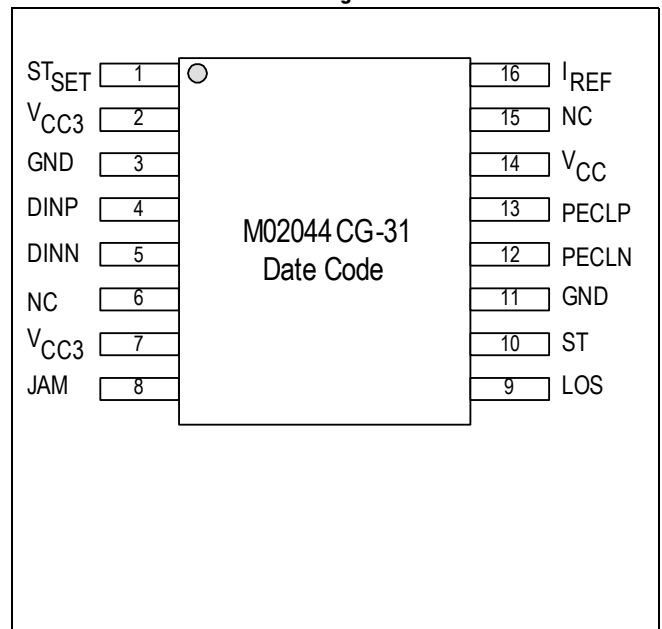 g
ST_SET 1
V_CC3 2
GND 3
DINP 4
DINN 5
NC 6
V_CC3 7
JAM 8
M02044 CG-31
Date Code
16 I_REF
15 NC
14 V_CC
13 PECLP
12 PECLN
11 GND
10 ST
9 LOS